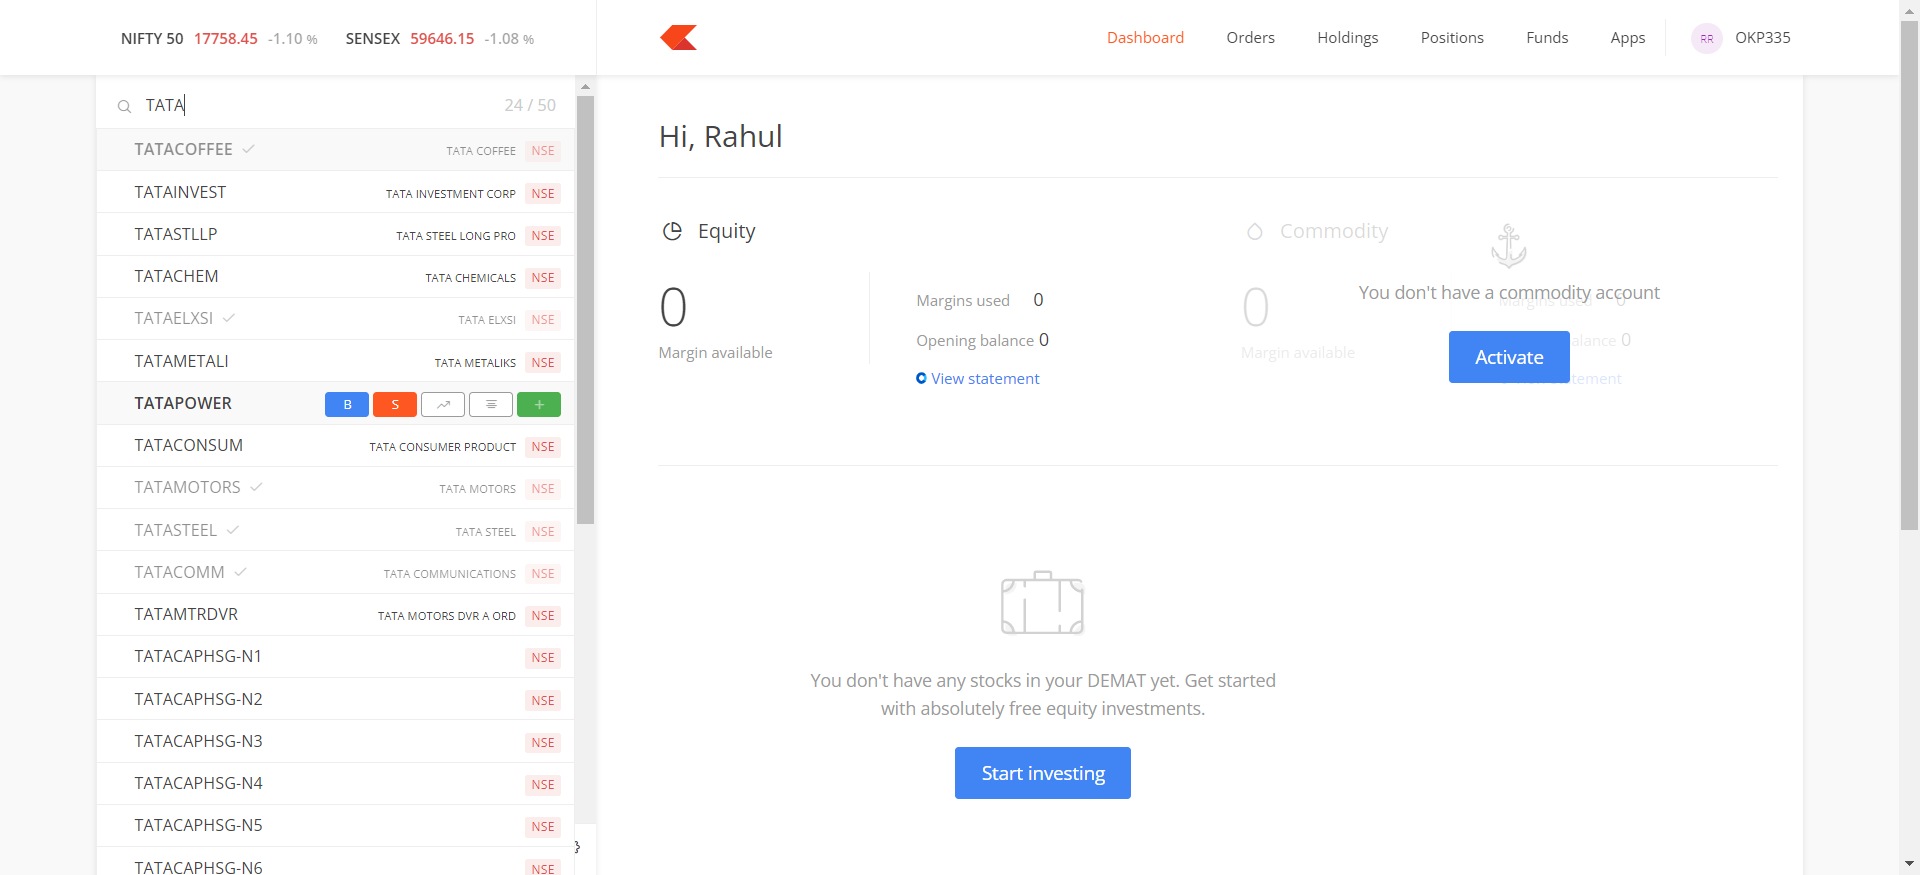 NIFTY 50 17758.45 -1.10 % SENSEX 59646.15 -1.08 %
Dashboard Orders Holdings Positions Funds Apps RR OKP335
TATA 24 / 50
TATACOFFEE TATA COFFEE NSE
TATAINVEST TATA INVESTMENT CORP NSE
TATASTLLP TATA STEEL LONG PRO NSE
TATACHEM TATA CHEMICALS NSE
TATAELXSI TATA ELXSI NSE
TATAMETALI TATA METALIKS NSE
TATAPOWER B S +
TATACONSUM TATA CONSUMER PRODUCT NSE
TATAMOTORS TATA MOTORS NSE
TATASTEEL TATA STEEL NSE
TATACOMM TATA COMMUNICATIONS NSE
TATAMTRDVR TATA MOTORS DVR A ORD NSE
TATACAPHSG-N1 NSE
TATACAPHSG-N2 NSE
TATACAPHSG-N3 NSE
TATACAPHSG-N4 NSE
TATACAPHSG-N5 NSE
TATACAPHSG-N6 NSE
Hi, Rahul
Equity
0
Margin available
Margins used 0
Opening balance 0
View statement
Commodity
0
Margin available
Margins used 0
balance 0
statement
You don't have a commodity account
Activate
You don't have any stocks in your DEMAT yet. Get started
with absolutely free equity investments.
Start investing